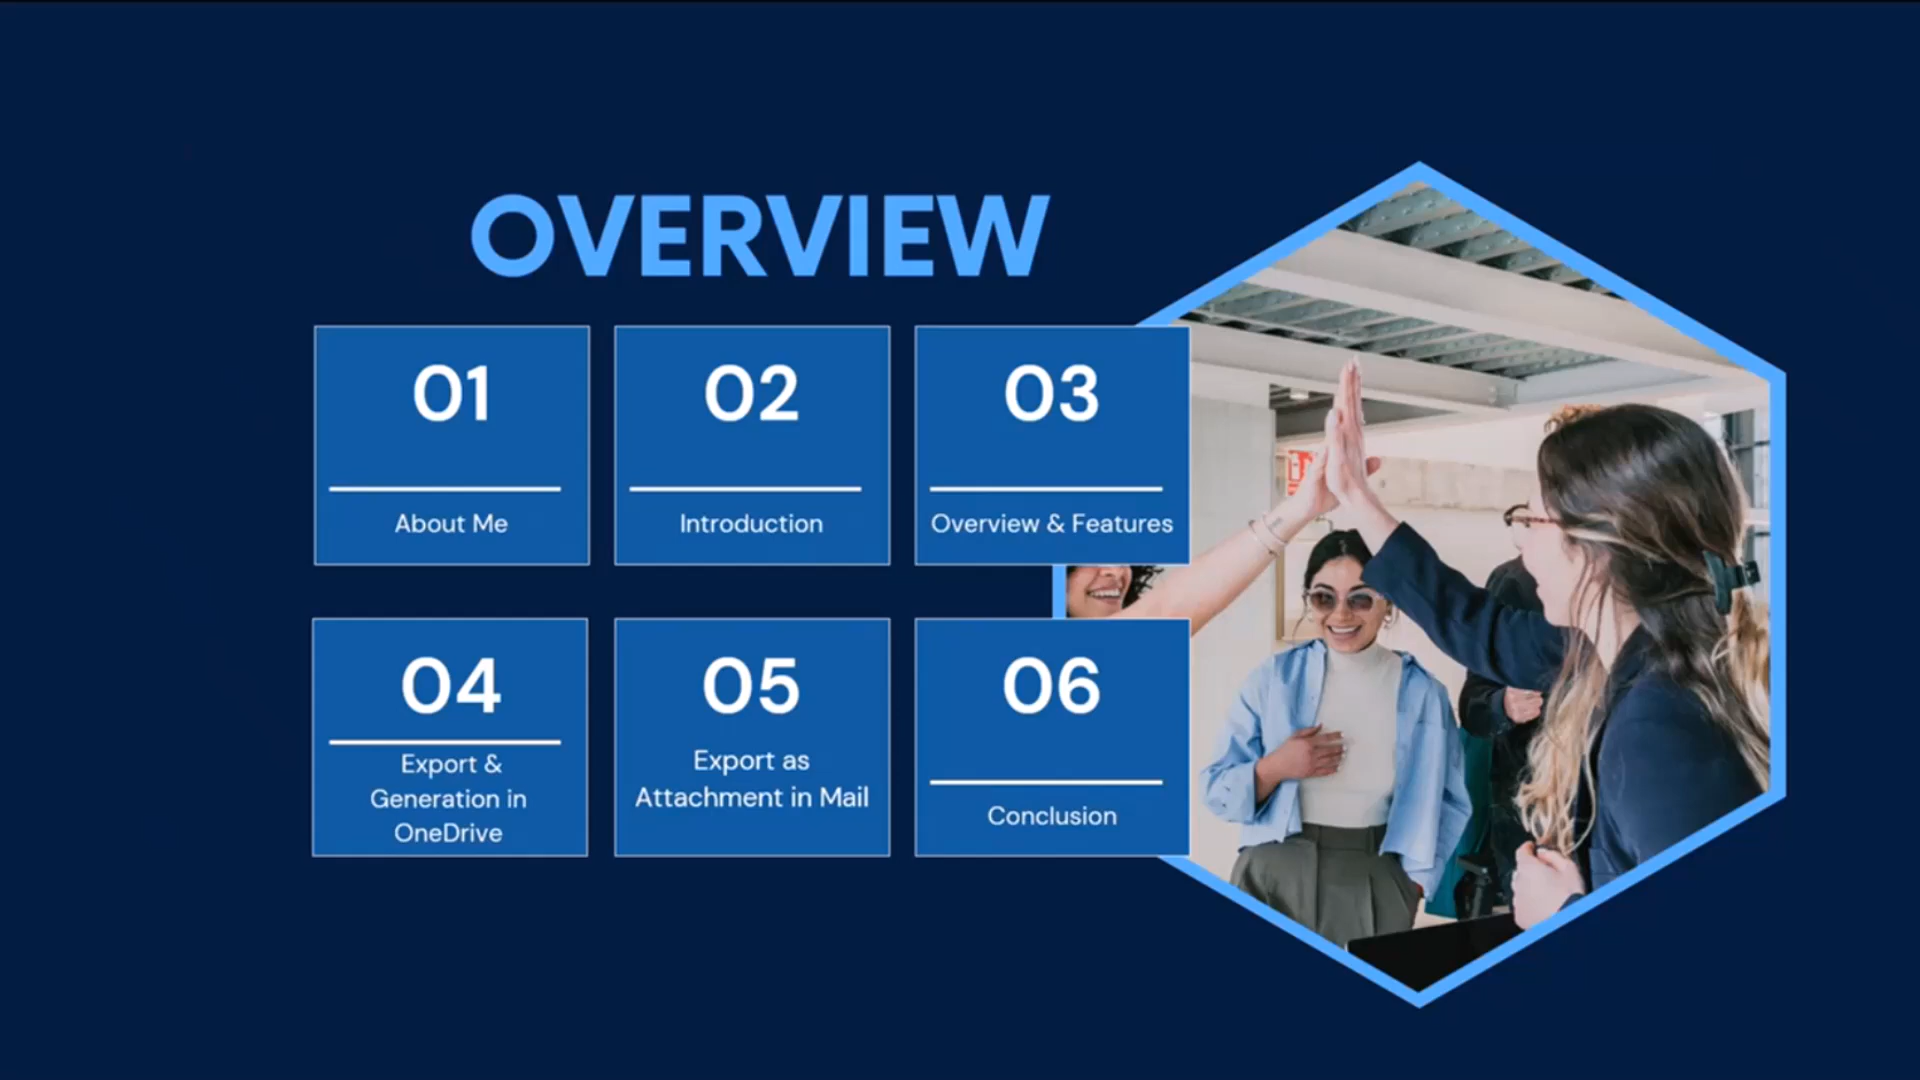 OVERVIEW
01
About Me
02
Introduction
03
Overview & Features
04
Export &
Generation in
OneDrive
05
Export as
Attachment in Mail
06
Conclusion